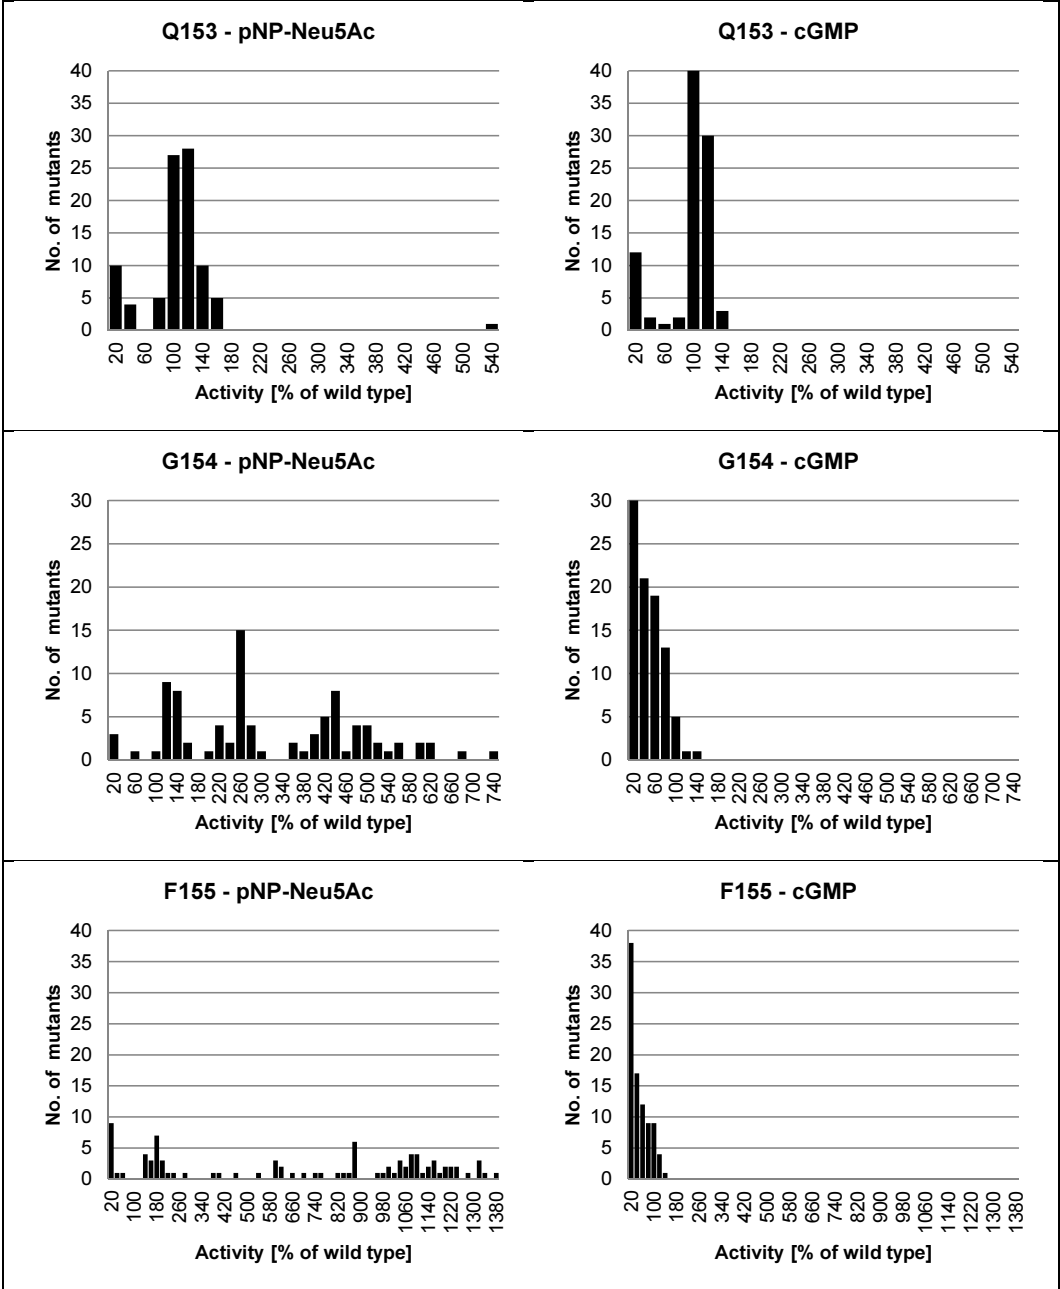 Q153 - pNP-Neu5Ac
40
35
30
25
20
15
10
5
0
No. of mutants
20 60 100 140 180 220 260 300 340 380 420 460 500 540
Activity [% of wild type]
Q153 - cGMP
40
35
30
25
20
15
10
5
0
No. of mutants
20 60 100 140 180 220 260 300 340 380 420 460 500 540
Activity [% of wild type]
G154 - pNP-Neu5Ac
30
25
20
15
10
5
0
No. of mutants
20 60 100 140 180 220 260 300 340 380 420 460 500 540 580 620 660 700 740
Activity [% of wild type]
G154 - cGMP
30
25
20
15
10
5
0
No. of mutants
20 60 100 140 180 220 260 300 340 380 420 460 500 540 580 620 660 700 740
Activity [% of wild type]
F155 - pNP-Neu5Ac
40
35
30
25
20
15
10
5
0
No. of mutants
20 100 180 260 340 420 500 580 660 740 820 900 980 1060 1140 1220 1300 1380
Activity [% of wild type]
F155 - cGMP
40
35
30
25
20
15
10
5
0
No. of mutants
20 100 180 260 340 420 500 580 660 740 820 900 980 1060 1140 1220 1300 1380
Activity [% of wild type]